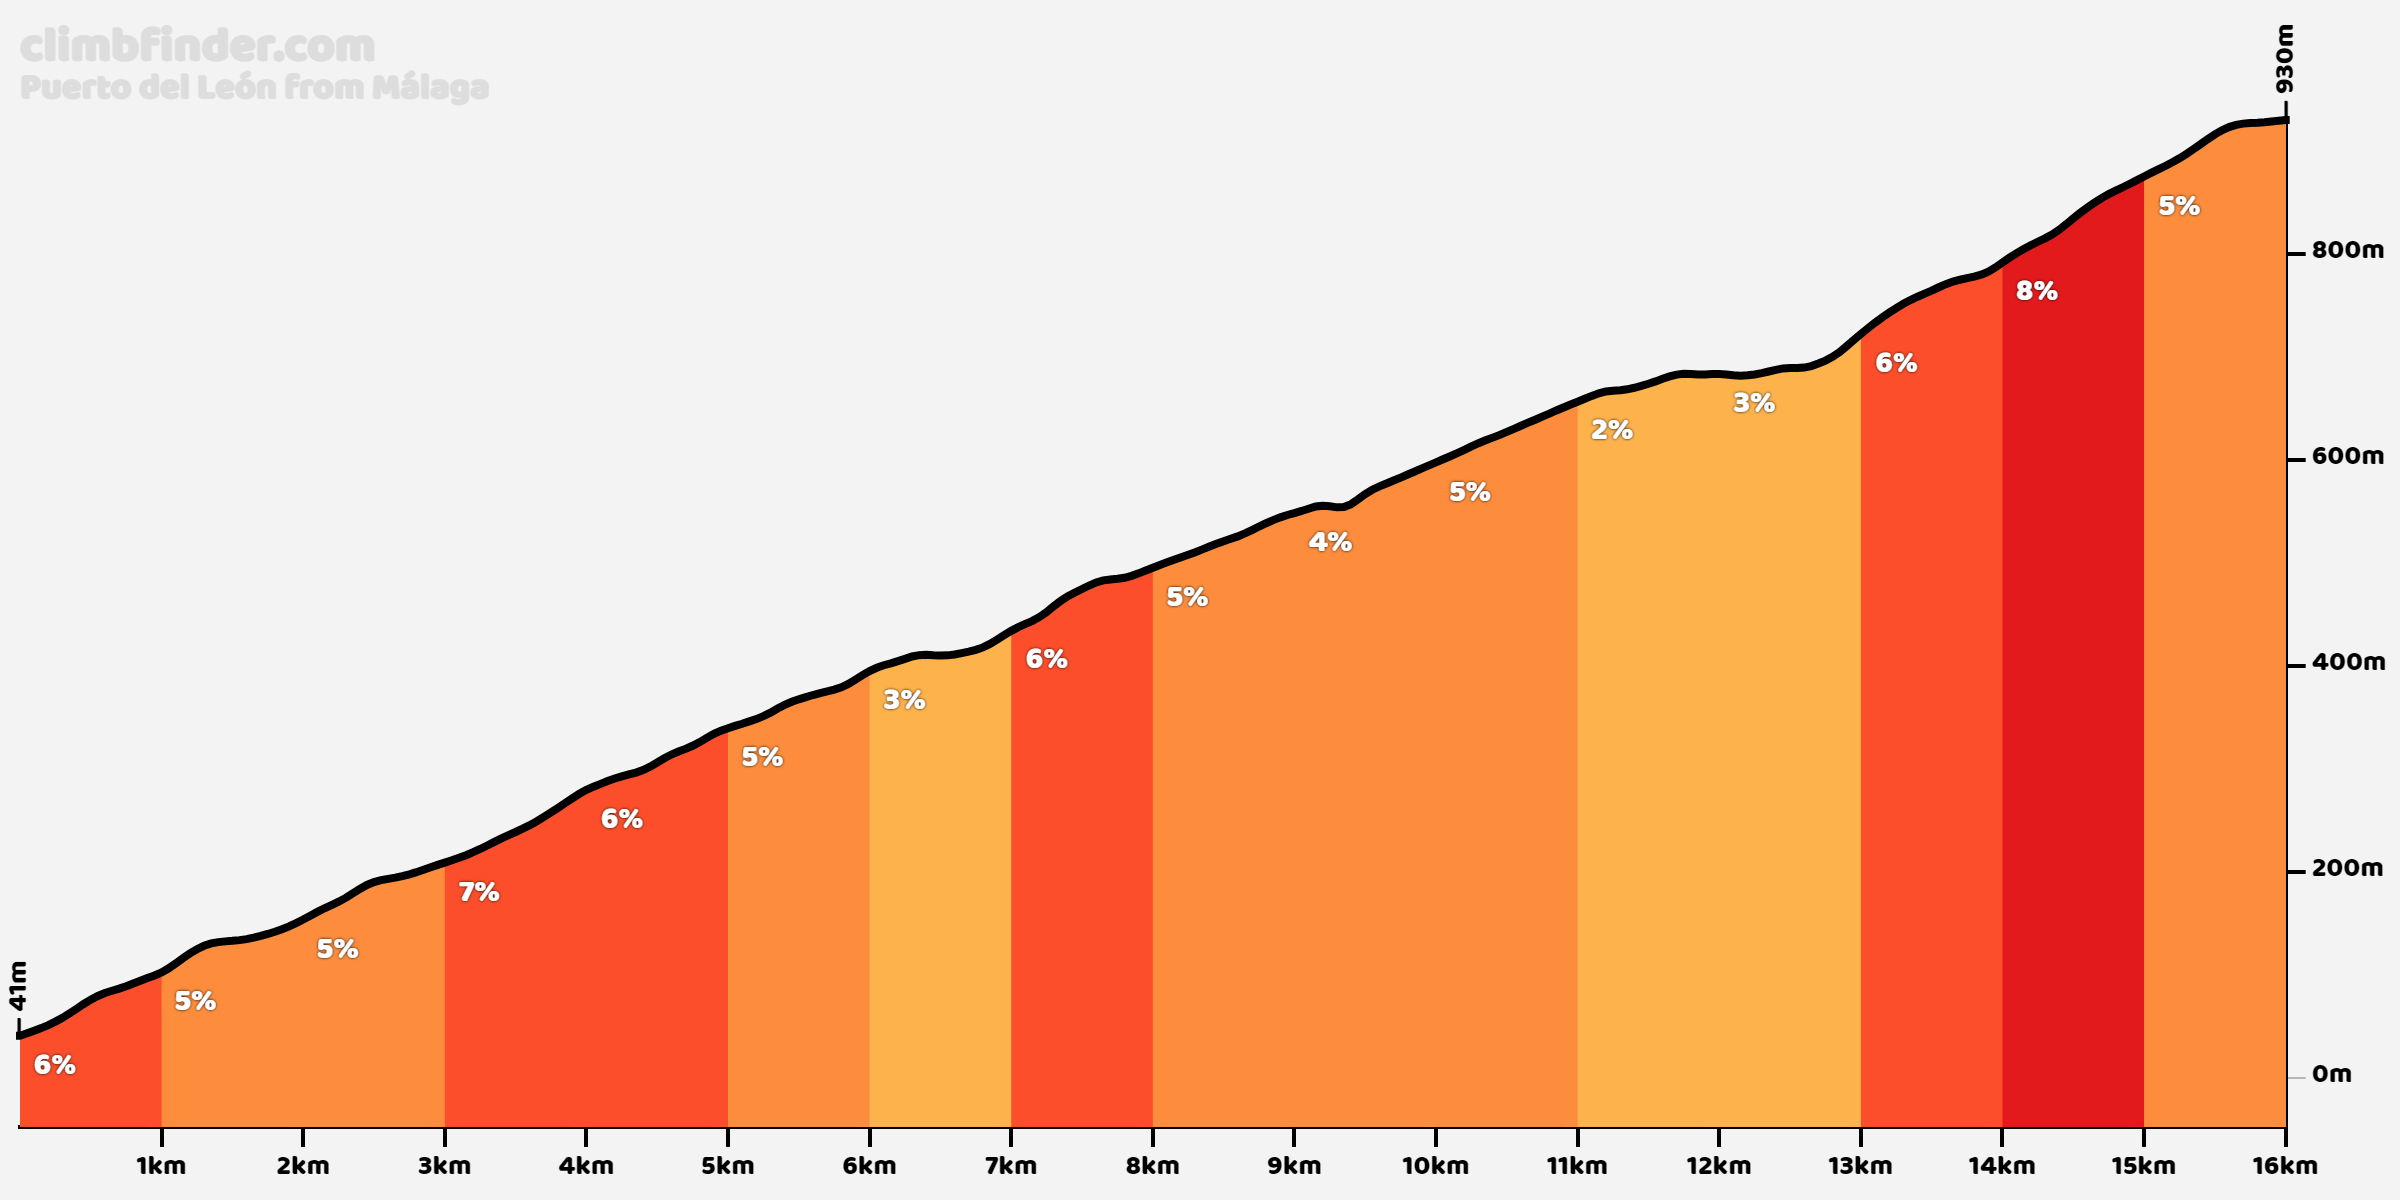 climbfinder.com
Puerto del León from Málaga
930m
800m
600m
400m
200m
0m
41m
6%
5%
5%
7%
6%
5%
3%
6%
5%
4%
5%
2%
3%
6%
8%
5%
1km
2km
3km
4km
5km
6km
7km
8km
9km
10km
11km
12km
13km
14km
15km
16km